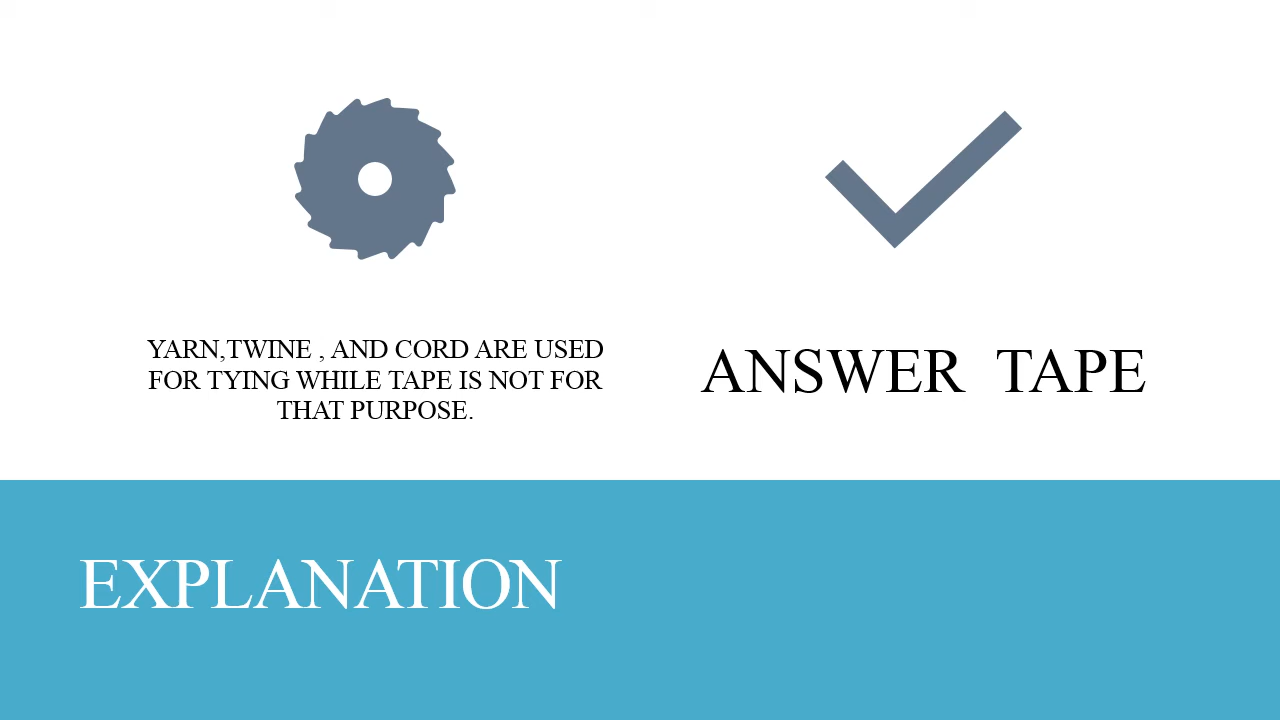 YARN,TWINE , AND CORD ARE USED
FOR TYING WHILE TAPE IS NOT FOR
THAT PURPOSE.
ANSWER  TAPE
EXPLANATION